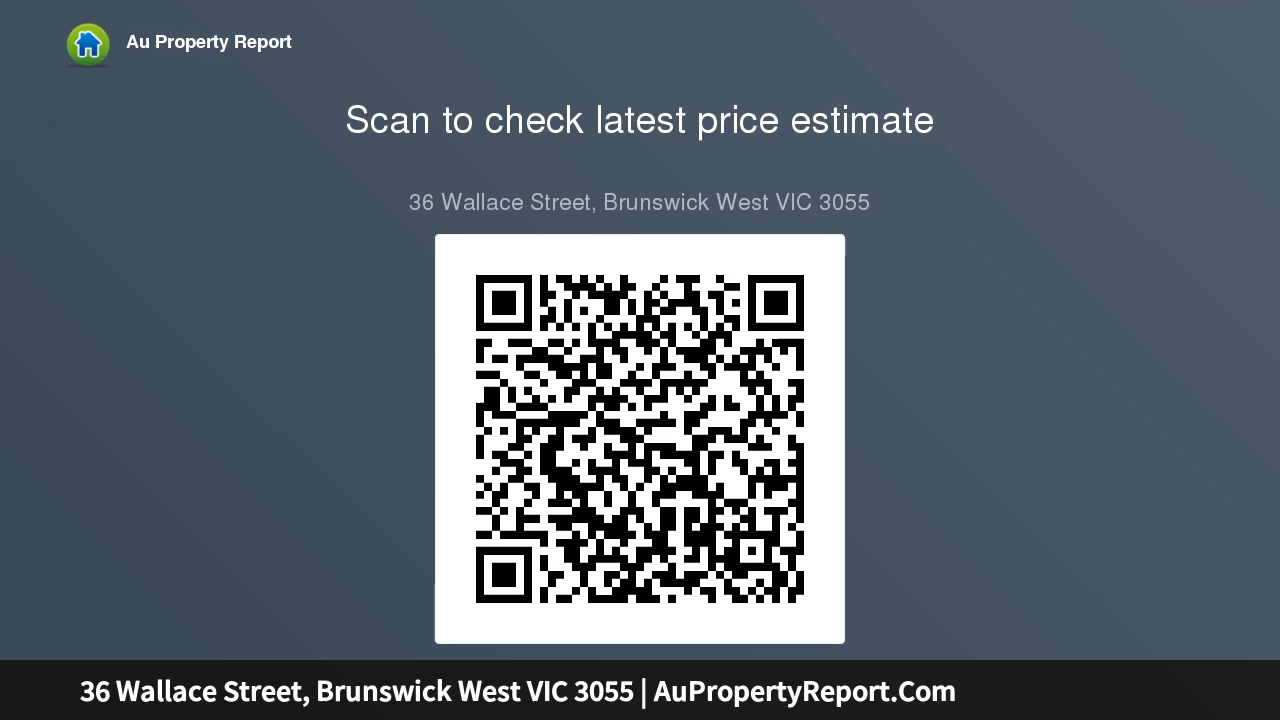 Au Property Report
Scan to check latest price estimate
36 Wallace Street, Brunswick West VIC 3055
36 Wallace Street, Brunswick West VIC 3055 | AuPropertyReport.Com